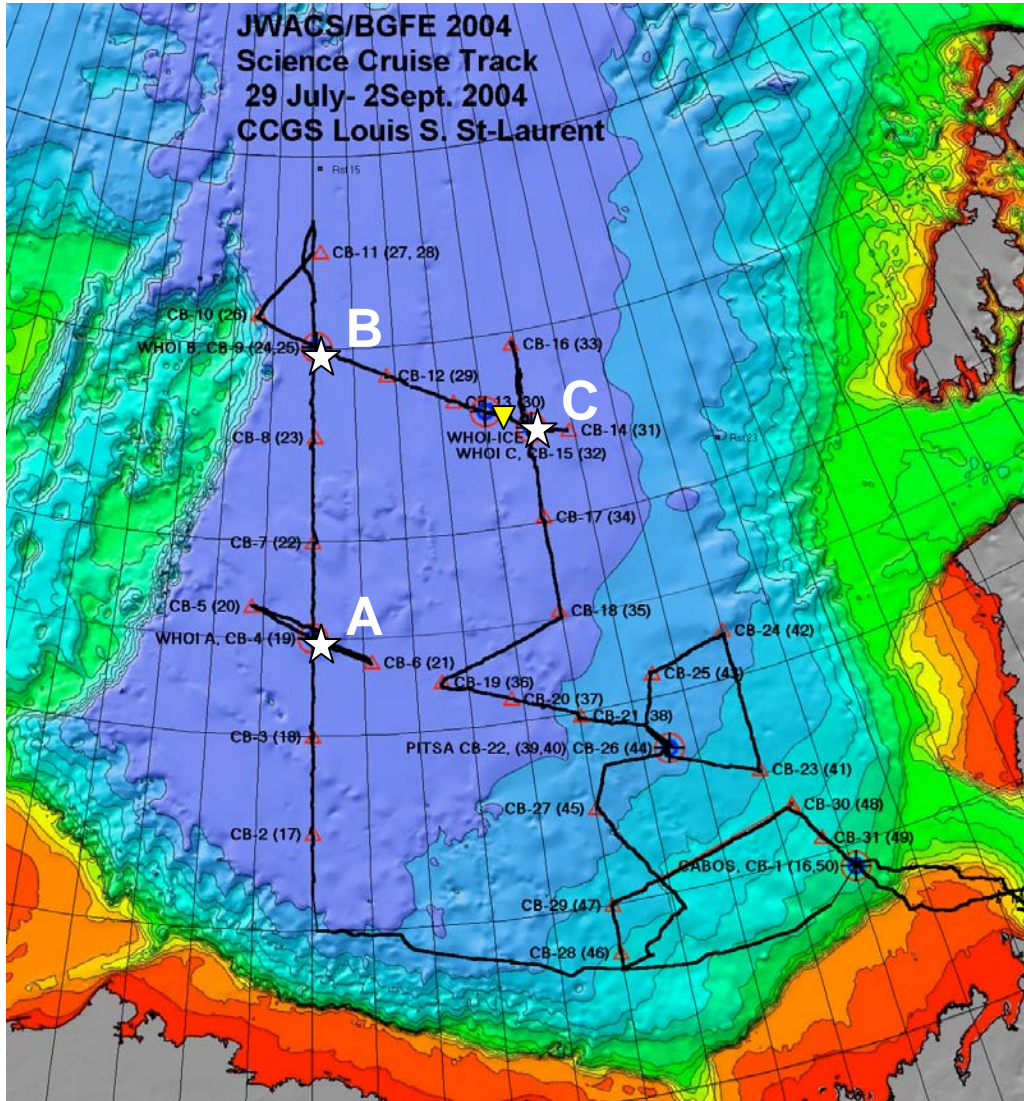 JWACS/BGFE 2004
Science Cruise Track
29 July- 2Sept. 2004
CCGS Louis S. St-Laurent
Rst 15
CB-11 (27, 28)
CB-10 (26)
B
WHOI B, CB-9 (24,25)
CB-16 (33)
CB-12 (29)
CB-13 (30)
C
CB-14 (31)
CB-8 (23)
WHOI-ICE
Rst 23
WHOI C, CB-15 (32)
CB-17 (34)
CB-7 (22)
CB-5 (20)
A
CB-18 (35)
WHOI A, CB-4 (19)
CB-24 (42)
CB-6 (21)
CB-25 (43)
CB-19 (36)
CB-20 (37)
CB-21 (38)
CB-3 (18)
PITSA CB-22, (39,40) CB-26 (44)
CB-23 (41)
CB-27 (45)
CB-30 (48)
CB-2 (17)
CB-31 (49)
CABOS, CB-1 (16,50)
CB-29 (47)
CB-28 (46)